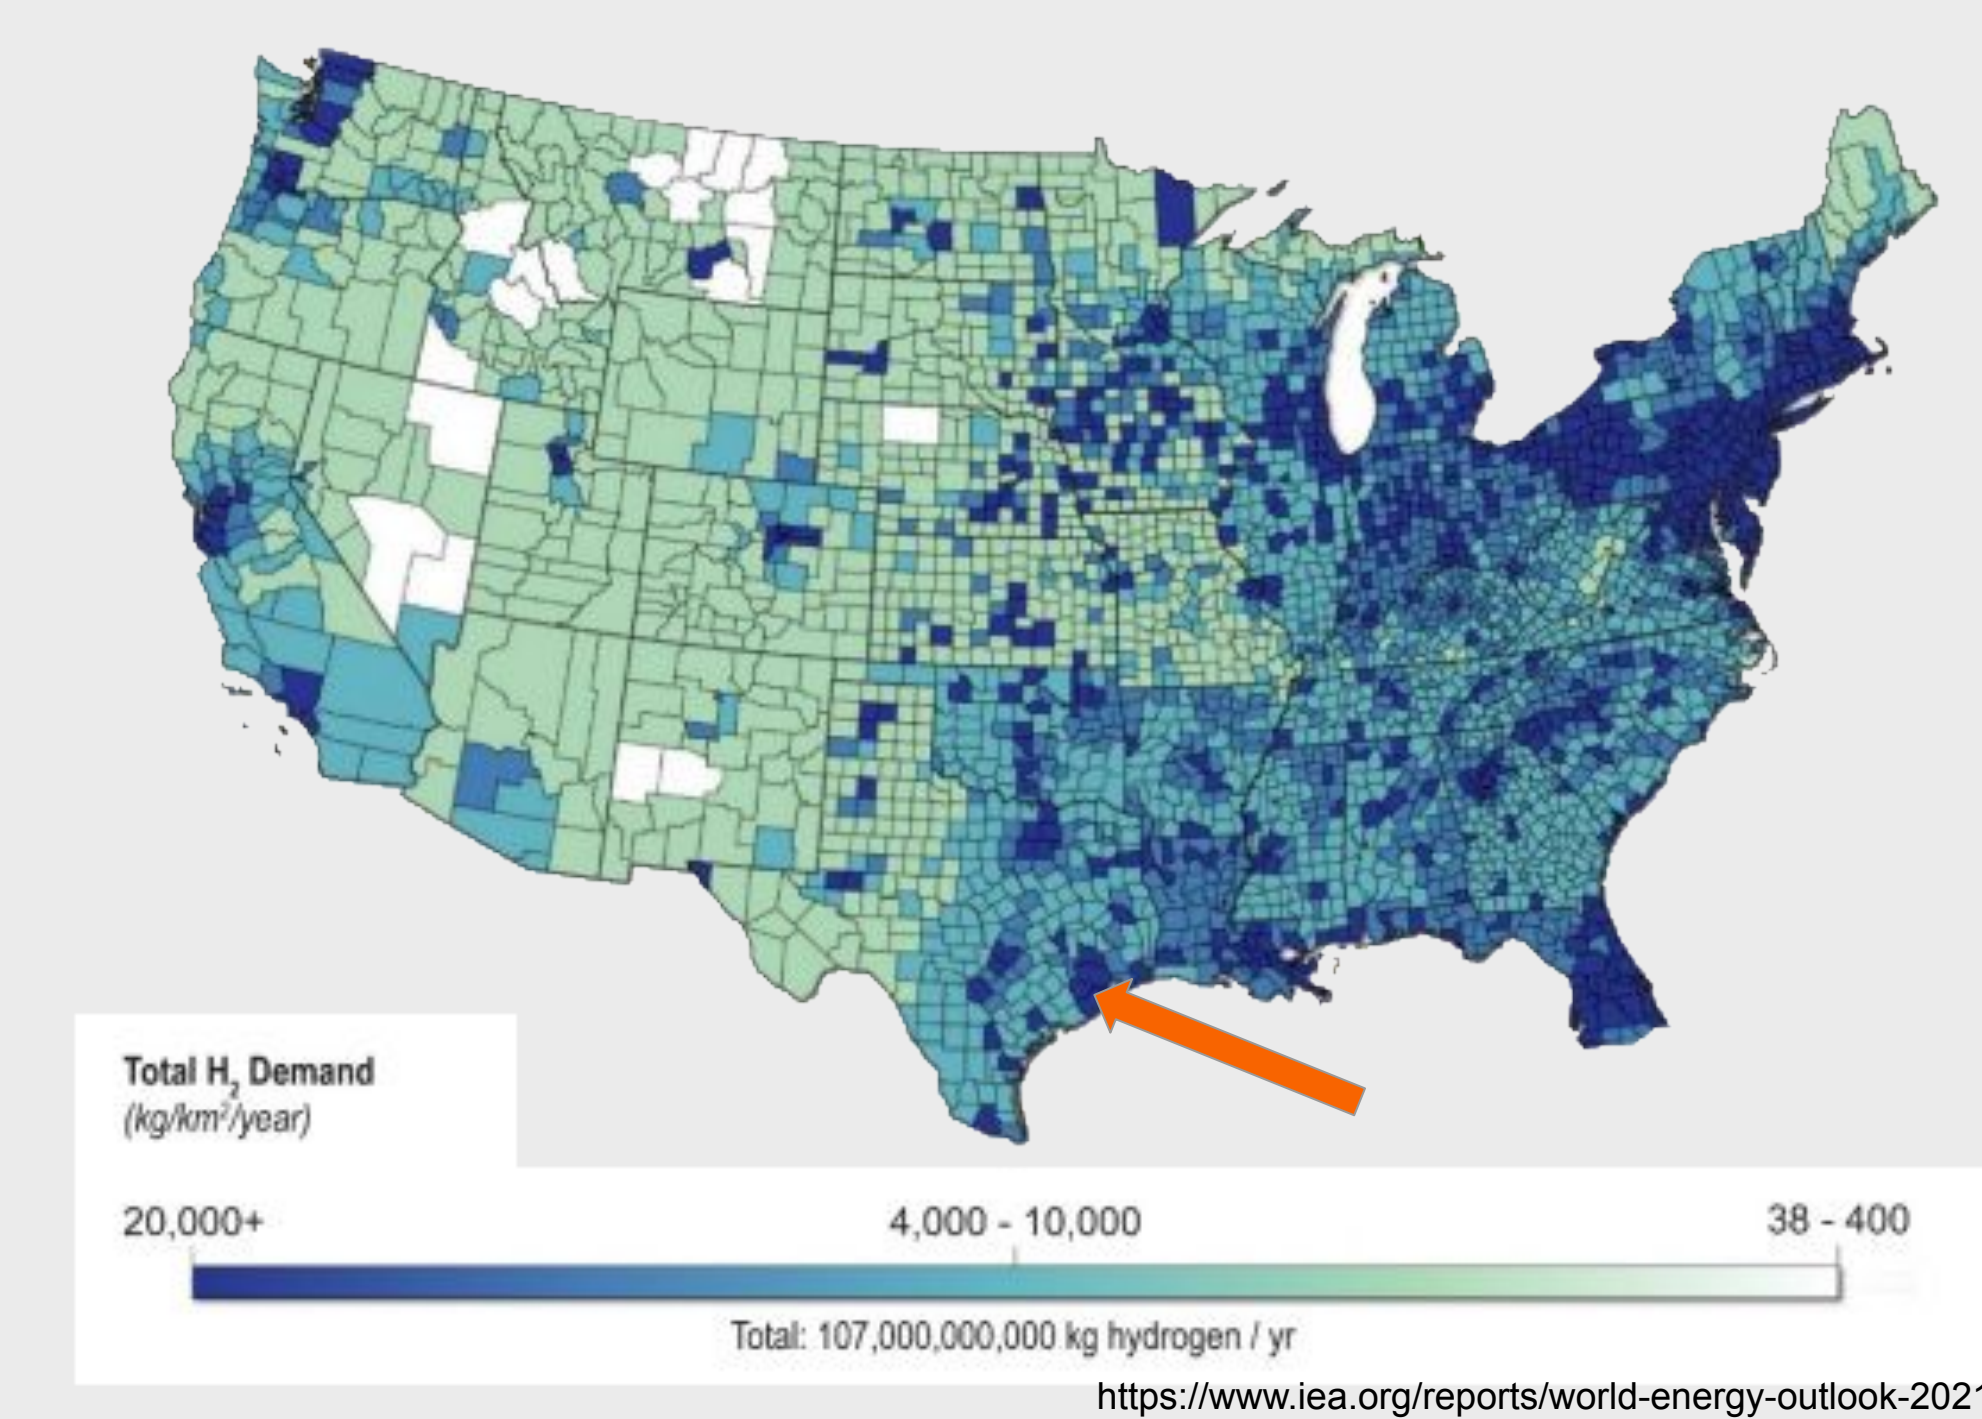 Total H₂ Demand
(kg/km²/year)
20,000+ 4,000 - 10,000 38 - 400
Total: 107,000,000,000 kg hydrogen / yr
https://www.iea.org/reports/world-energy-outlook-2021